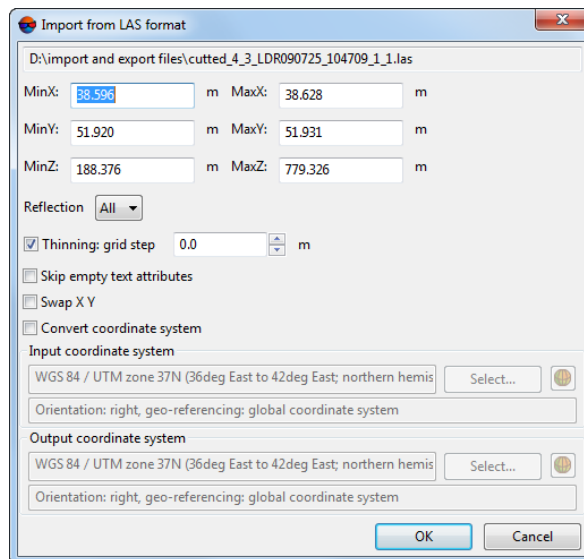 Import from LAS format
D:\import and export files\cutted_4_3_LDR090725_104709_1_1.las
MinX: 38.596 m MaxX: 38.628 m
MinY: 51.920 m MaxY: 51.931 m
MinZ: 188.376 m MaxZ: 779.326 m
Reflection All
Thinning: grid step 0.0 m
Skip empty text attributes
Swap X Y
Convert coordinate system
Input coordinate system
WGS 84 / UTM zone 37N (36deg East to 42deg East; northern hemis Select...
Orientation: right, geo-referencing: global coordinate system
Output coordinate system
WGS 84 / UTM zone 37N (36deg East to 42deg East; northern hemis Select...
Orientation: right, geo-referencing: global coordinate system
OK Cancel